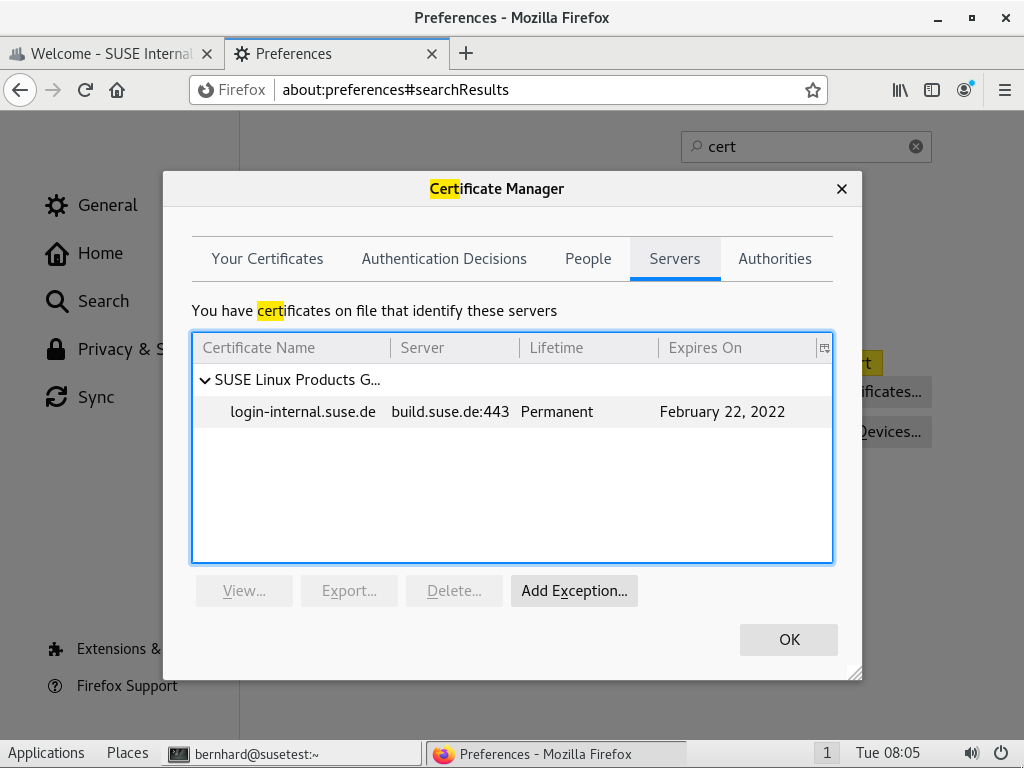 Preferences - Mozilla Firefox
Welcome - SUSE Internal
Preferences
Firefox
about:preferences#searchResults
cert
General
Home
Search
Privacy & S
Sync
Extensions &
Firefox Support
Certificate Manager
Your Certificates
Authentication Decisions
People
Servers
Authorities
You have certificates on file that identify these servers
Certificate Name
Server
Lifetime
Expires On
SUSE Linux Products G...
login-internal.suse.de
build.suse.de:443
Permanent
February 22, 2022
View...
Export...
Delete...
Add Exception...
OK
rt
ificates...
Devices...
Applications
Places
bernhard@susetest:~
Preferences - Mozilla Firefox
1
Tue 08:05